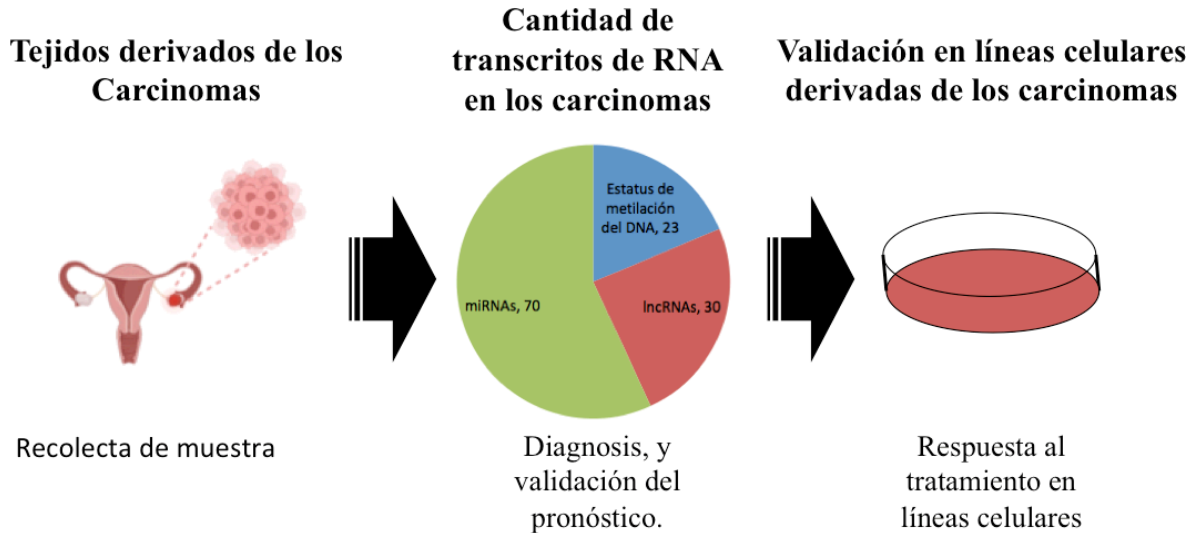 Tejidos derivados de los
Carcinomas
Cantidad de
transcritos de RNA
en los carcinomas
Validación en líneas celulares
derivadas de los carcinomas
Estatus de
metilación
del DNA, 23
miRNAs, 70
lncRNAs, 30
Recolecta de muestra
Diagnosis, y
validación del
pronóstico.
Respuesta al
tratamiento en
líneas celulares